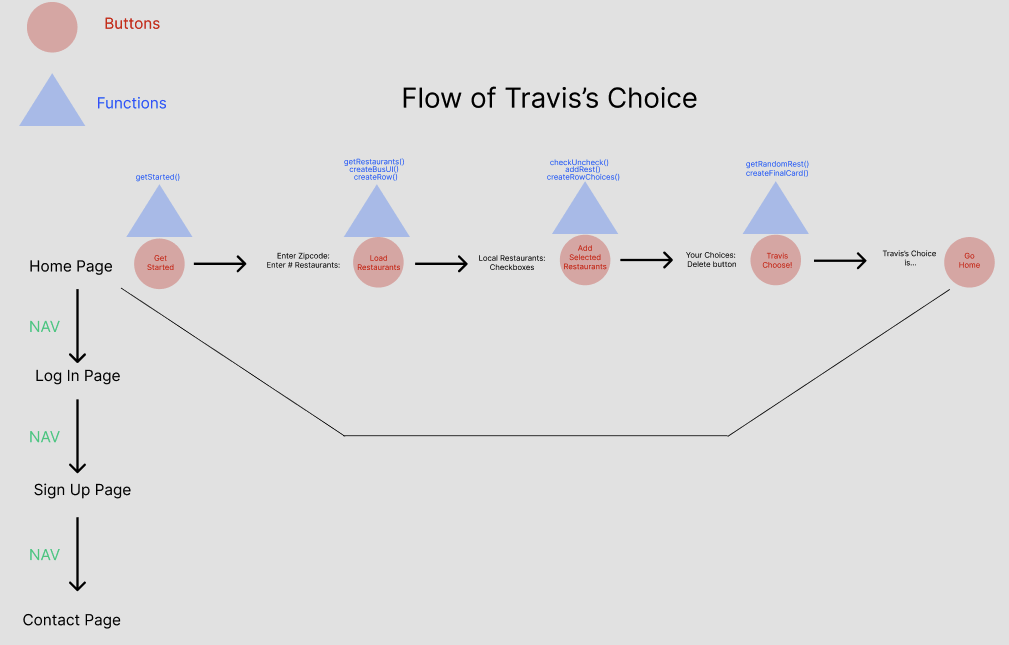 Buttons
Functions
Flow of Travis's Choice
getStarted()
getRestaurants()
createBusUI()
createRow()
checkUncheck()
addRest()
createRowChoices()
getRandomRest()
createFinalCard()
Home Page
Get
Started
Enter Zipcode:
Enter # Restaurants:
Load
Restaurants
Local Restaurants:
Checkboxes
Add
Selected
Restaurants
Your Choices:
Delete button
Travis
Choose!
Travis's Choice
is...
Go
Home
NAV
Log In Page
NAV
Sign Up Page
NAV
Contact Page